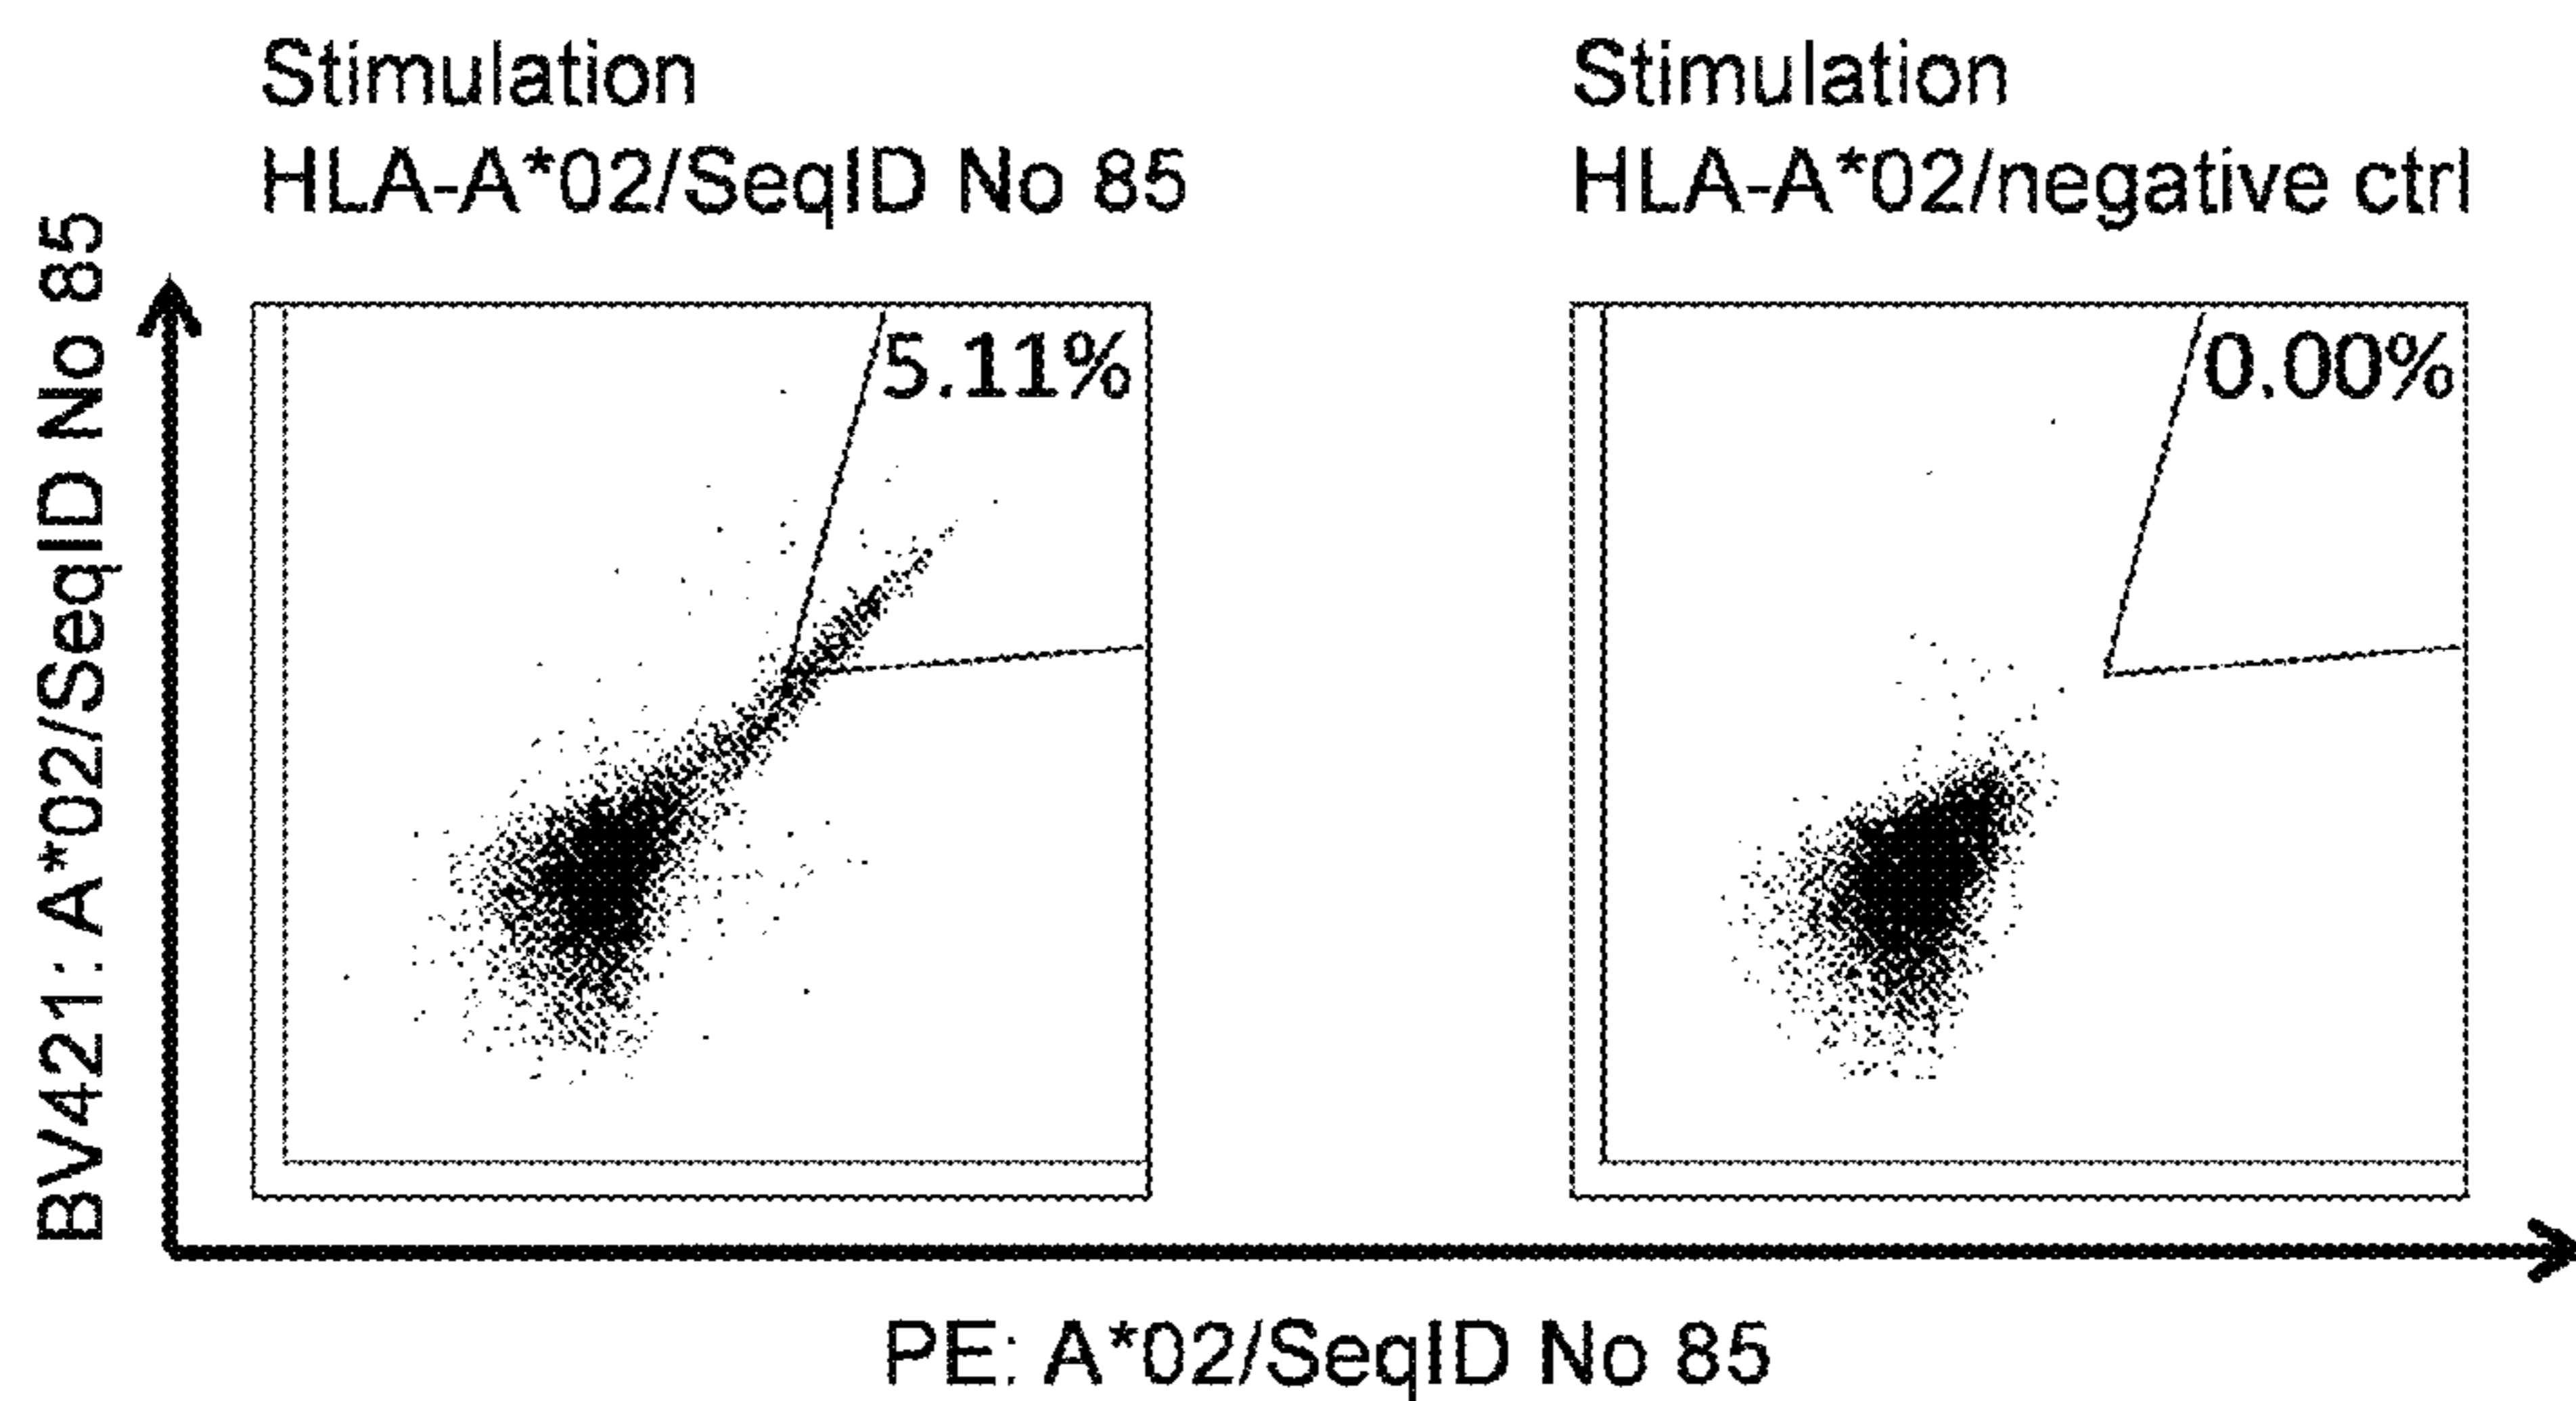 Stimulation
HLA-A*02/SeqID No 85
Stimulation
HLA-A*02/negative ctrl
BV421: A*02/SeqID No 85
5.11%
0.00%
PE: A*02/SeqID No 85